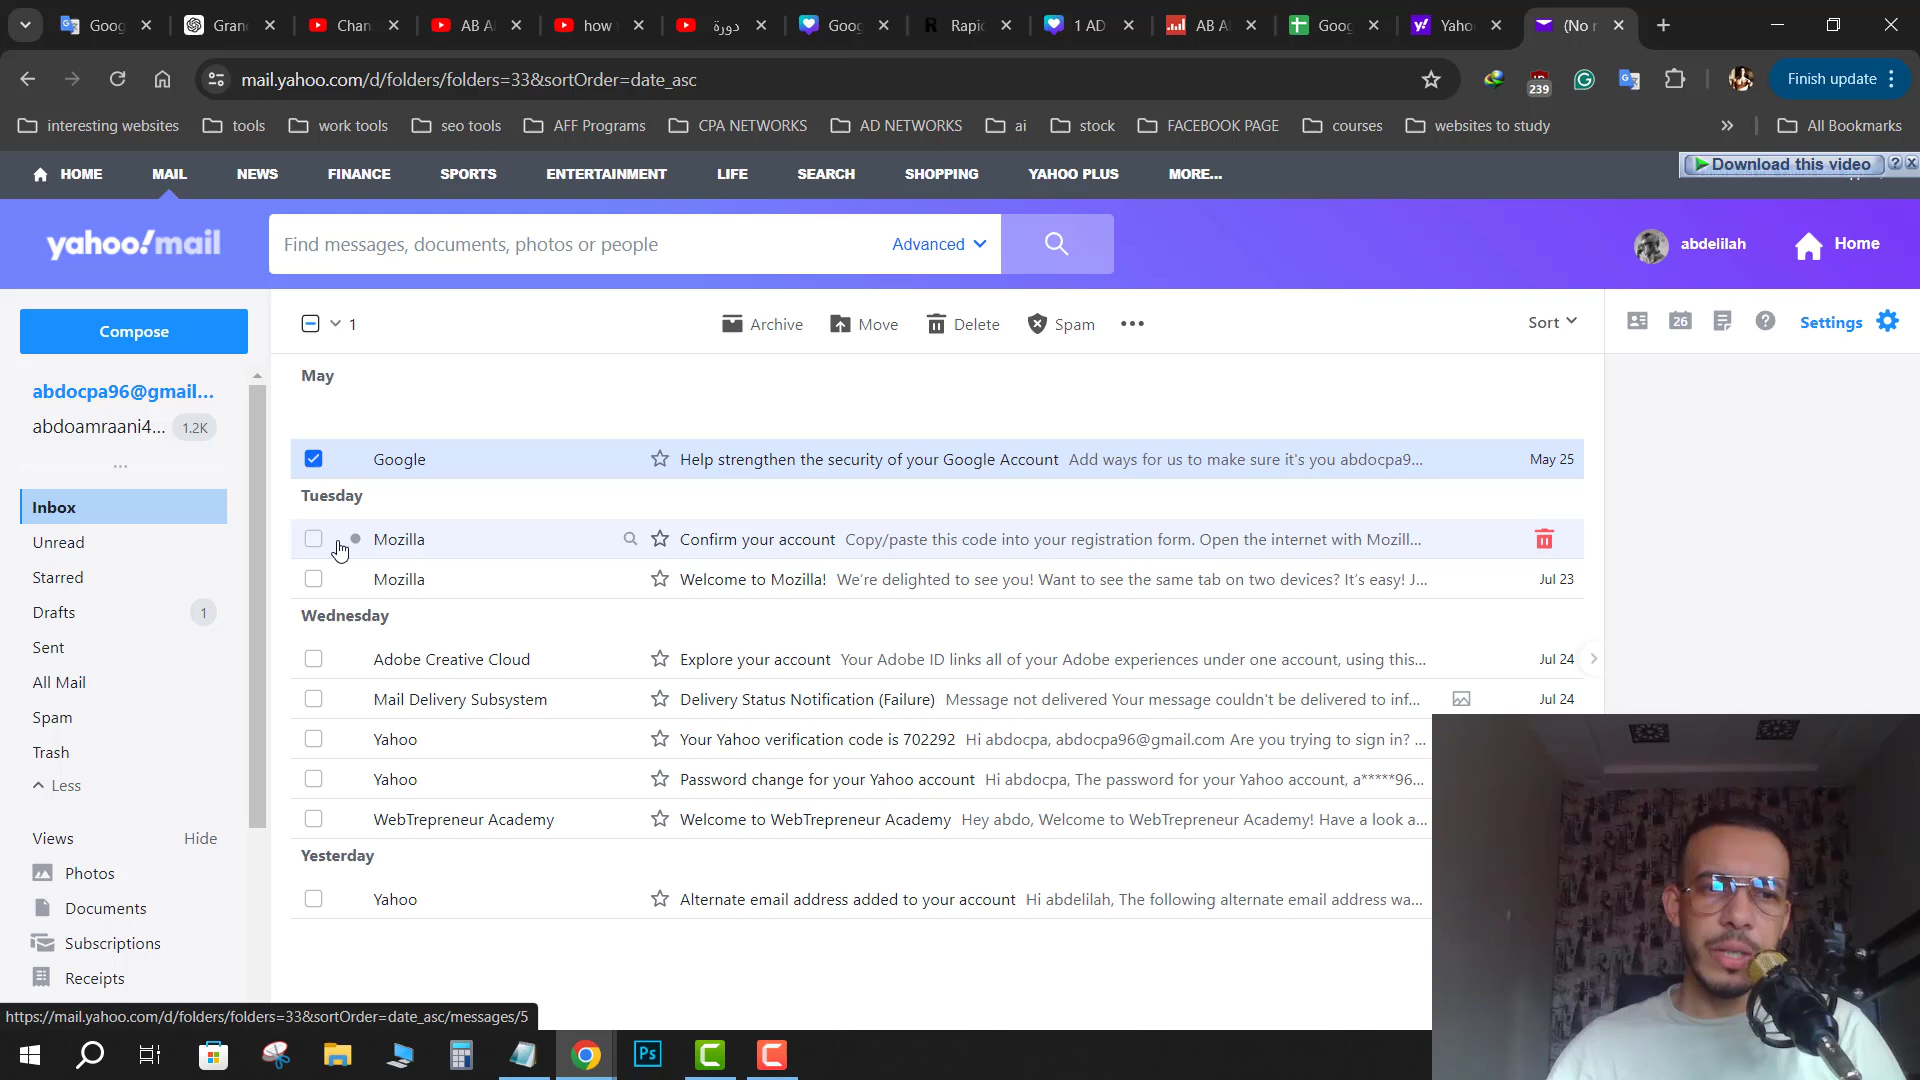 Goog
Gran
Chan
AB A
how
دورة
Goog
Rapi
1 AD
AB A
Goog
Yaho
(No r
mail.yahoo.com/d/folders/folders=33&sortOrder=date_asc
239
Finish update
interesting websites
tools
work tools
seo tools
AFF Programs
CPA NETWORKS
AD NETWORKS
ai
stock
FACEBOOK PAGE
courses
websites to study
All Bookmarks
HOME
MAIL
NEWS
FINANCE
SPORTS
ENTERTAINMENT
LIFE
SEARCH
SHOPPING
YAHOO PLUS
MORE...
Download this video
yahoo!mail
Find messages, documents, photos or people
Advanced
abdelilah
Home
Compose
1
Archive
Move
Delete
Spam
Sort
26
Settings
abdocpa96@gmail...
abdoamraani4...
1.2K
Inbox
Unread
Starred
Drafts
1
Sent
All Mail
Spam
Trash
Less
Views
Hide
Photos
Documents
Subscriptions
Receipts
May
Google
Help strengthen the security of your Google Account Add ways for us to make sure it's you abdocpa9...
May 25
Tuesday
Mozilla
Confirm your account Copy/paste this code into your registration form. Open the internet with Mozill...
Mozilla
Welcome to Mozilla! We're delighted to see you! Want to see the same tab on two devices? It's easy! J...
Jul 23
Wednesday
Adobe Creative Cloud
Explore your account Your Adobe ID links all of your Adobe experiences under one account, using this...
Jul 24
Mail Delivery Subsystem
Delivery Status Notification (Failure) Message not delivered Your message couldn't be delivered to inf...
Jul 24
Yahoo
Your Yahoo verification code is 702292 Hi abdocpa, abdocpa96@gmail.com Are you trying to sign in? ...
Yahoo
Password change for your Yahoo account Hi abdocpa, The password for your Yahoo account, a*****96...
WebTrepreneur Academy
Welcome to WebTrepreneur Academy Hey abdo, Welcome to WebTrepreneur Academy! Have a look a...
Yesterday
Yahoo
Alternate email address added to your account Hi abdelilah, The following alternate email address wa...
https://mail.yahoo.com/d/folders/folders=33&sortOrder=date_asc/messages/5
Ps